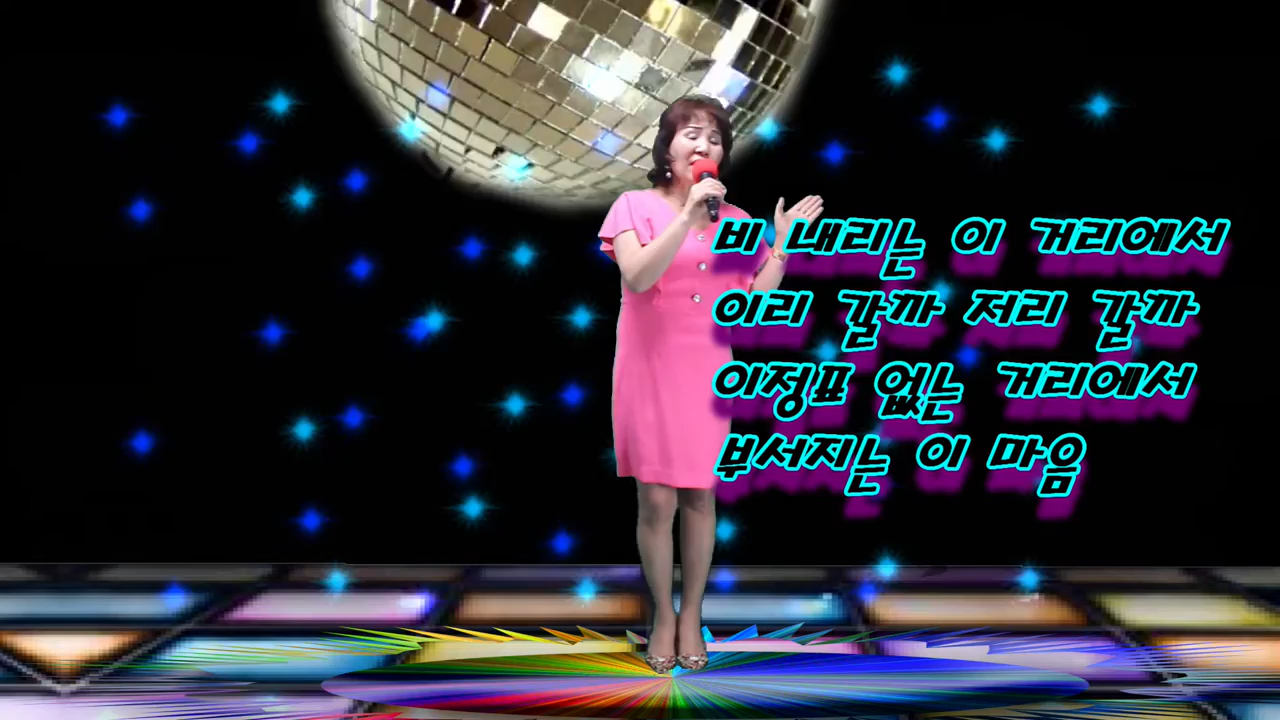 비 내리는 이 거리에서
이리 갈까 저리 갈까
이정표 없는 거리에서
부서지는 이 마음